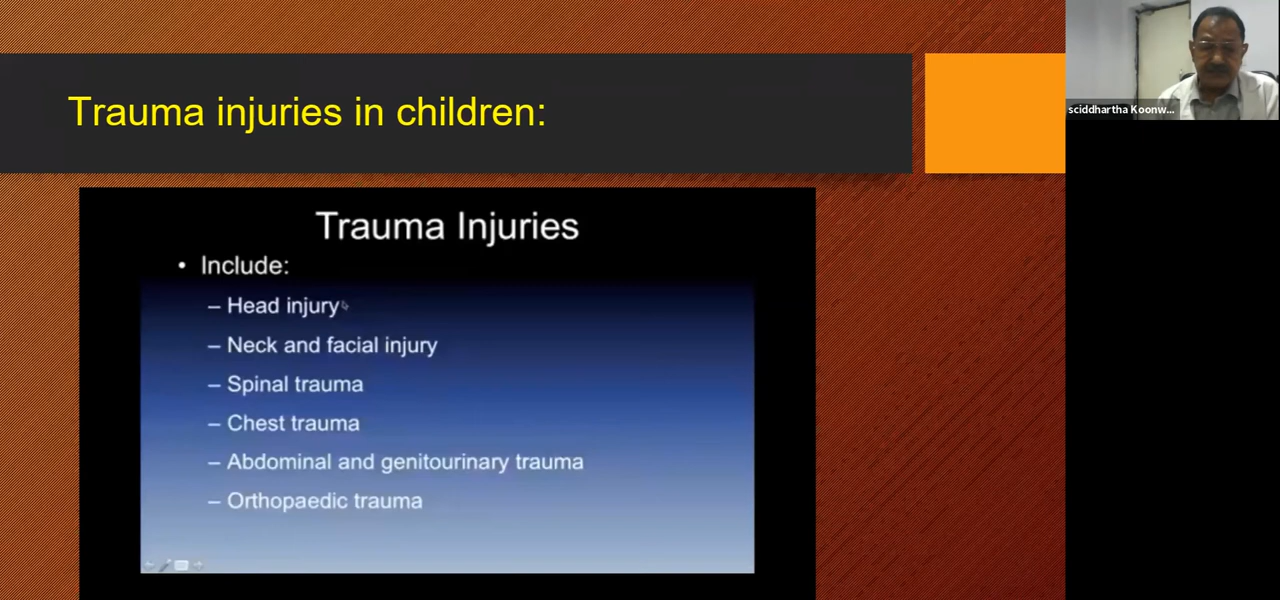 Trauma injuries in children:
sciddhartha Koonw...
Trauma Injuries
• Include:
– Head injury
– Neck and facial injury
– Spinal trauma
– Chest trauma
– Abdominal and genitourinary trauma
– Orthopaedic trauma